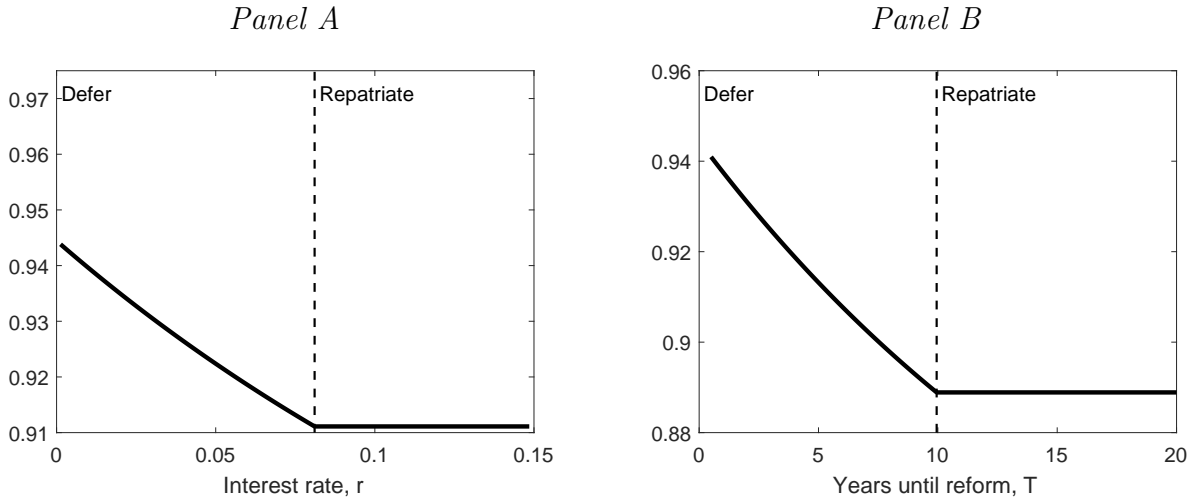 Panel A
Defer
Repatriate
0.97
0.96
0.95
0.94
0.93
0.92
0.91
0
0.05
0.1
0.15
Interest rate, r
Panel B
Defer
Repatriate
0.96
0.94
0.92
0.9
0.88
0
5
10
15
20
Years until reform, T